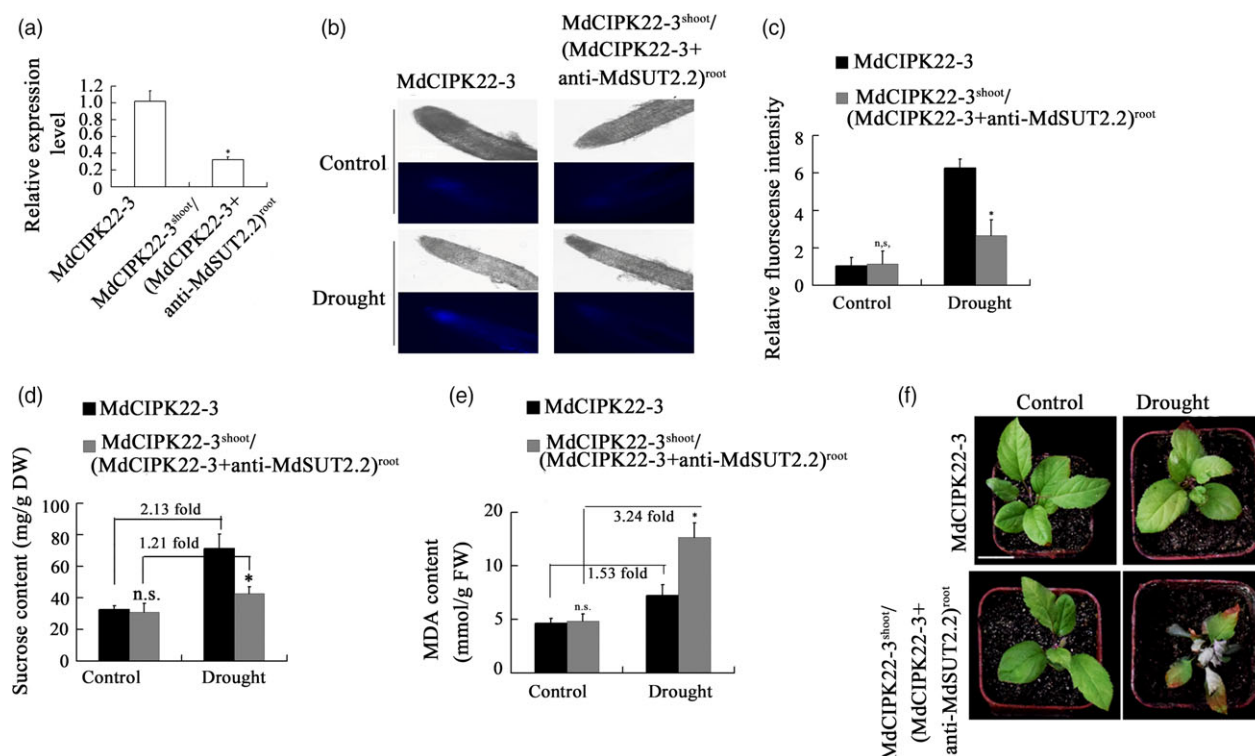 (a)
Relative expression
level
1.2
1.0
0.8
0.6
0.4
0.2
0
*
MdCIPK22-3
MdCIPK22-3shoot/
(MdCIPK22-3+
anti-MdSUT2.2)root
(b)
MdCIPK22-3
MdCIPK22-3shoot/
(MdCIPK22-3+
anti-MdSUT2.2)root
Control
Drought
(c)
MdCIPK22-3
MdCIPK22-3shoot/
(MdCIPK22-3+anti-MdSUT2.2)root
Relative fluorscense intensity
8
6
4
2
0
n,s,
*
Control
Drought
(d)
MdCIPK22-3
MdCIPK22-3shoot/
(MdCIPK22-3+anti-MdSUT2.2)root
Sucrose content (mg/g DW)
100
80
60
40
20
0
2.13 fold
1.21 fold
n.s.
*
Control
Drought
(e)
MdCIPK22-3
MdCIPK22-3shoot/
(MdCIPK22-3+anti-MdSUT2.2)root
MDA content
(mmol/g FW)
20
10
10
5
0
3.24 fold
1.53 fold
n.s.
*
Control
Drought
(f)
Control
Drought
MdCIPK22-3
MdCIPK22-3shoot/
(MdCIPK22-3+
anti-MdSUT2.2)root